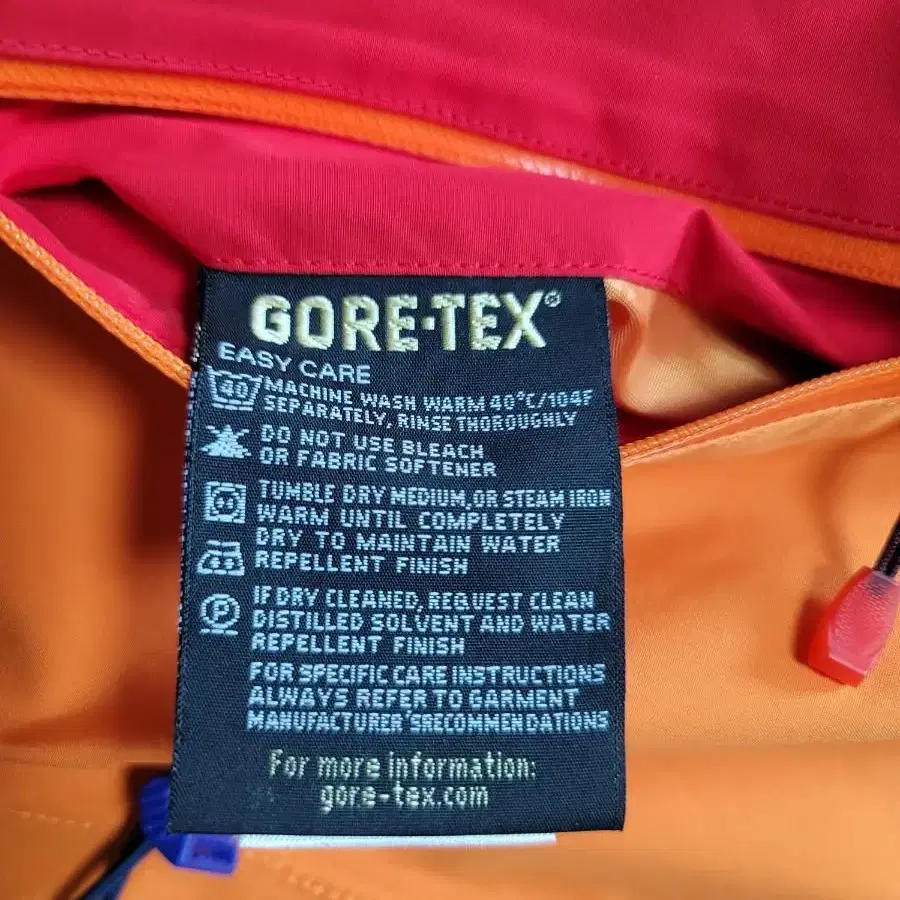 GORE-TEX®
EASY CARE
40 MACHINE WASH WARM 40°C/104F
SEPARATELY, RINSE THOROUGHLY
DO NOT USE BLEACH
OR FABRIC SOFTENER
TUMBLE DRY MEDIUM, OR STEAM IRON
WARM UNTIL COMPLETELY
DRY TO MAINTAIN WATER
REPELLENT FINISH
P IF DRY CLEANED, REQUEST CLEAN
DISTILLED SOLVENT AND WATER
REPELLENT FINISH
FOR SPECIFIC CARE INSTRUCTIONS
ALWAYS REFER TO GARMENT
MANUFACTURER'S RECOMMENDATIONS
For more information:
gore-tex.com